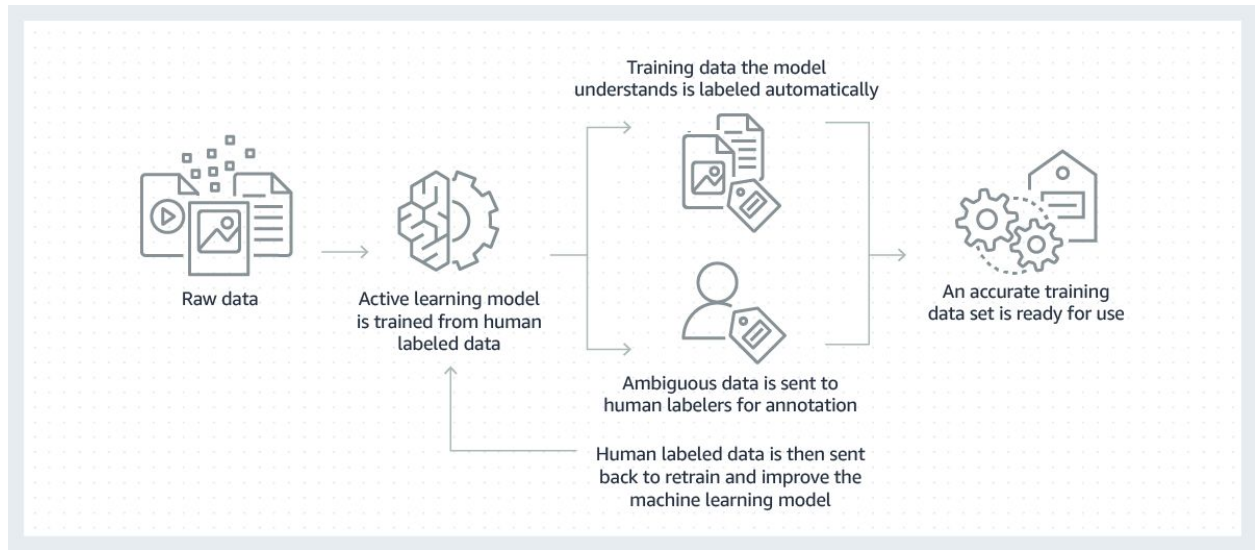 Training data the model
understands is labeled automatically
Raw data
Active learning model
is trained from human
labeled data
An accurate training
data set is ready for use
Ambiguous data is sent to
human labelers for annotation
Human labeled data is then sent
back to retrain and improve the
machine learning model